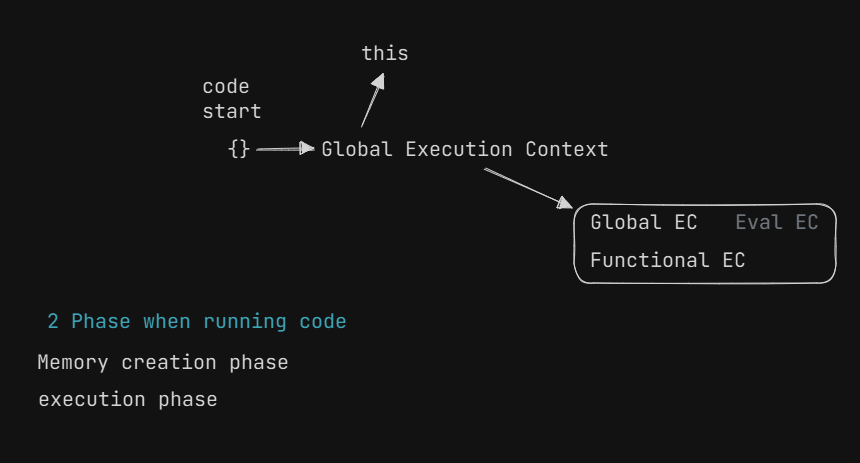 this
code
start
{}
Global Execution Context
Global EC Eval EC
Functional EC
2 Phase when running code
Memory creation phase
execution phase